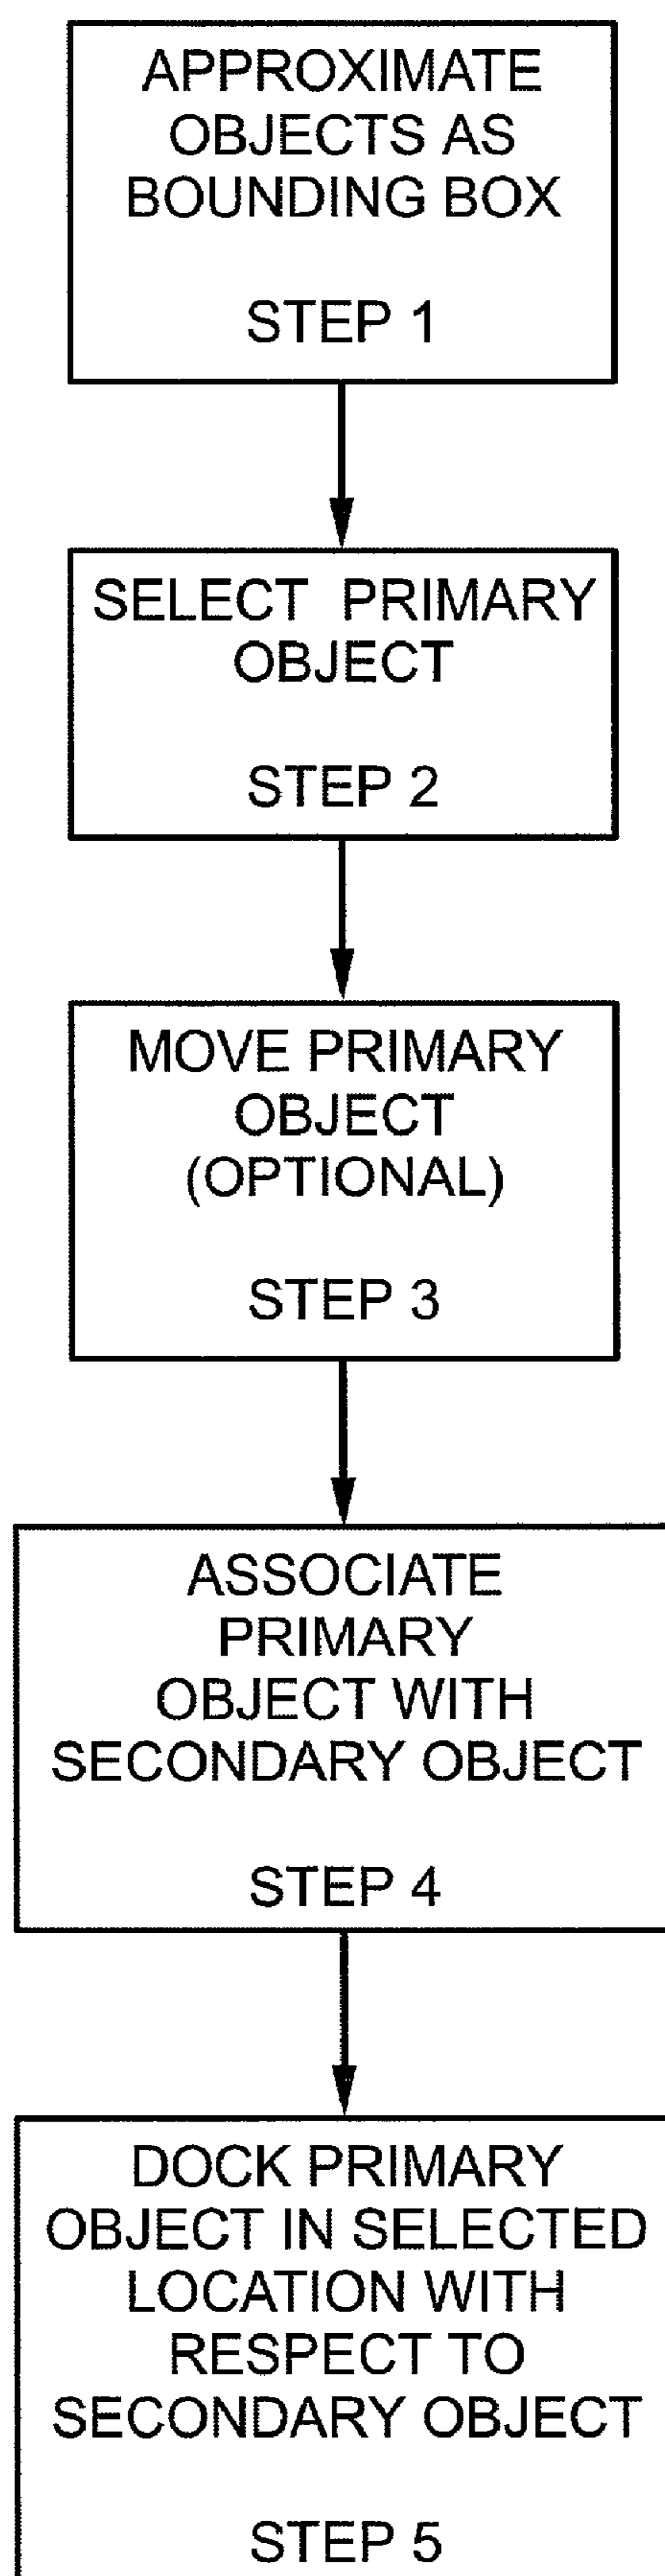 APPROXIMATE
OBJECTS AS
BOUNDING BOX
STEP 1
SELECT PRIMARY
OBJECT
STEP 2
MOVE PRIMARY
OBJECT
(OPTIONAL)
STEP 3
ASSOCIATE
PRIMARY
OBJECT WITH
SECONDARY OBJECT
STEP 4
DOCK PRIMARY
OBJECT IN SELECTED
LOCATION WITH
RESPECT TO
SECONDARY OBJECT
STEP 5